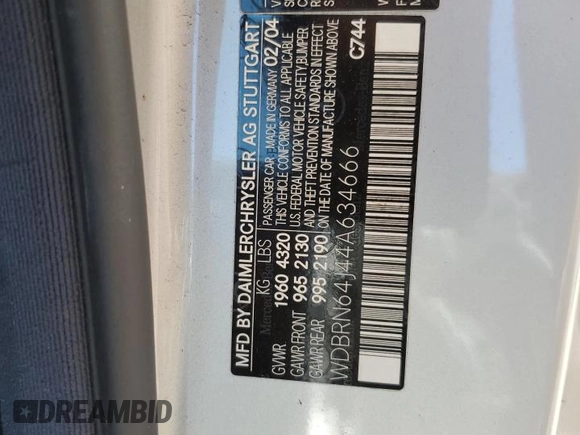 MFD BY DAIMLERCHRYSLER AG STUTTGART
PASSENGER CAR MADE IN GERMANY 02/04
KG LBS
THIS VEHICLE CONFORMS TO ALL APPLICABLE
GVWR 1960 4320
U.S. FEDERAL MOTOR VEHICLE SAFETY, BUMPER
GAWR FRONT 965 2130
AND THEFT PREVENTION STANDARDS IN EFFECT
GAWR REAR 995 2190
ON THE DATE OF MANUFACTURE SHOWN ABOVE
WDBRN64J44A634666
C744
DREAMBID